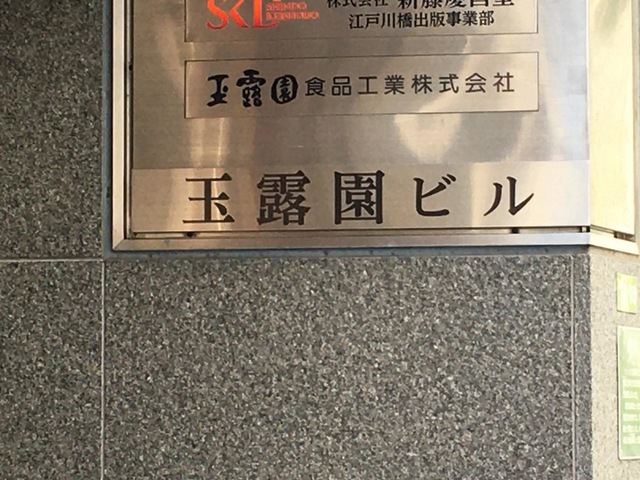 株式会社 新藤慶昌堂
江戸川橋出版事業部
玉露園食品工業株式会社
玉露園ビル